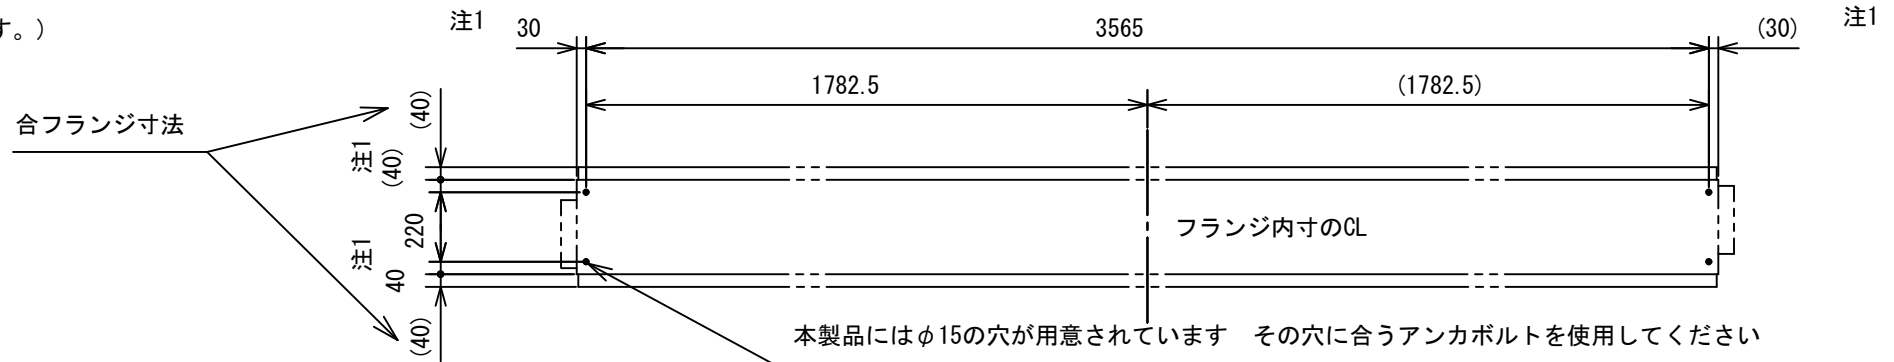 す。)
注1
30
3565
(30)
注1
1782.5
(1782.5)
合フランジ寸法
(40)
注1
(40)
220
注1
40
(40)
フランジ内寸のCL
本製品にはφ15の穴が用意されています　その穴に合うアンカボルトを使用してください